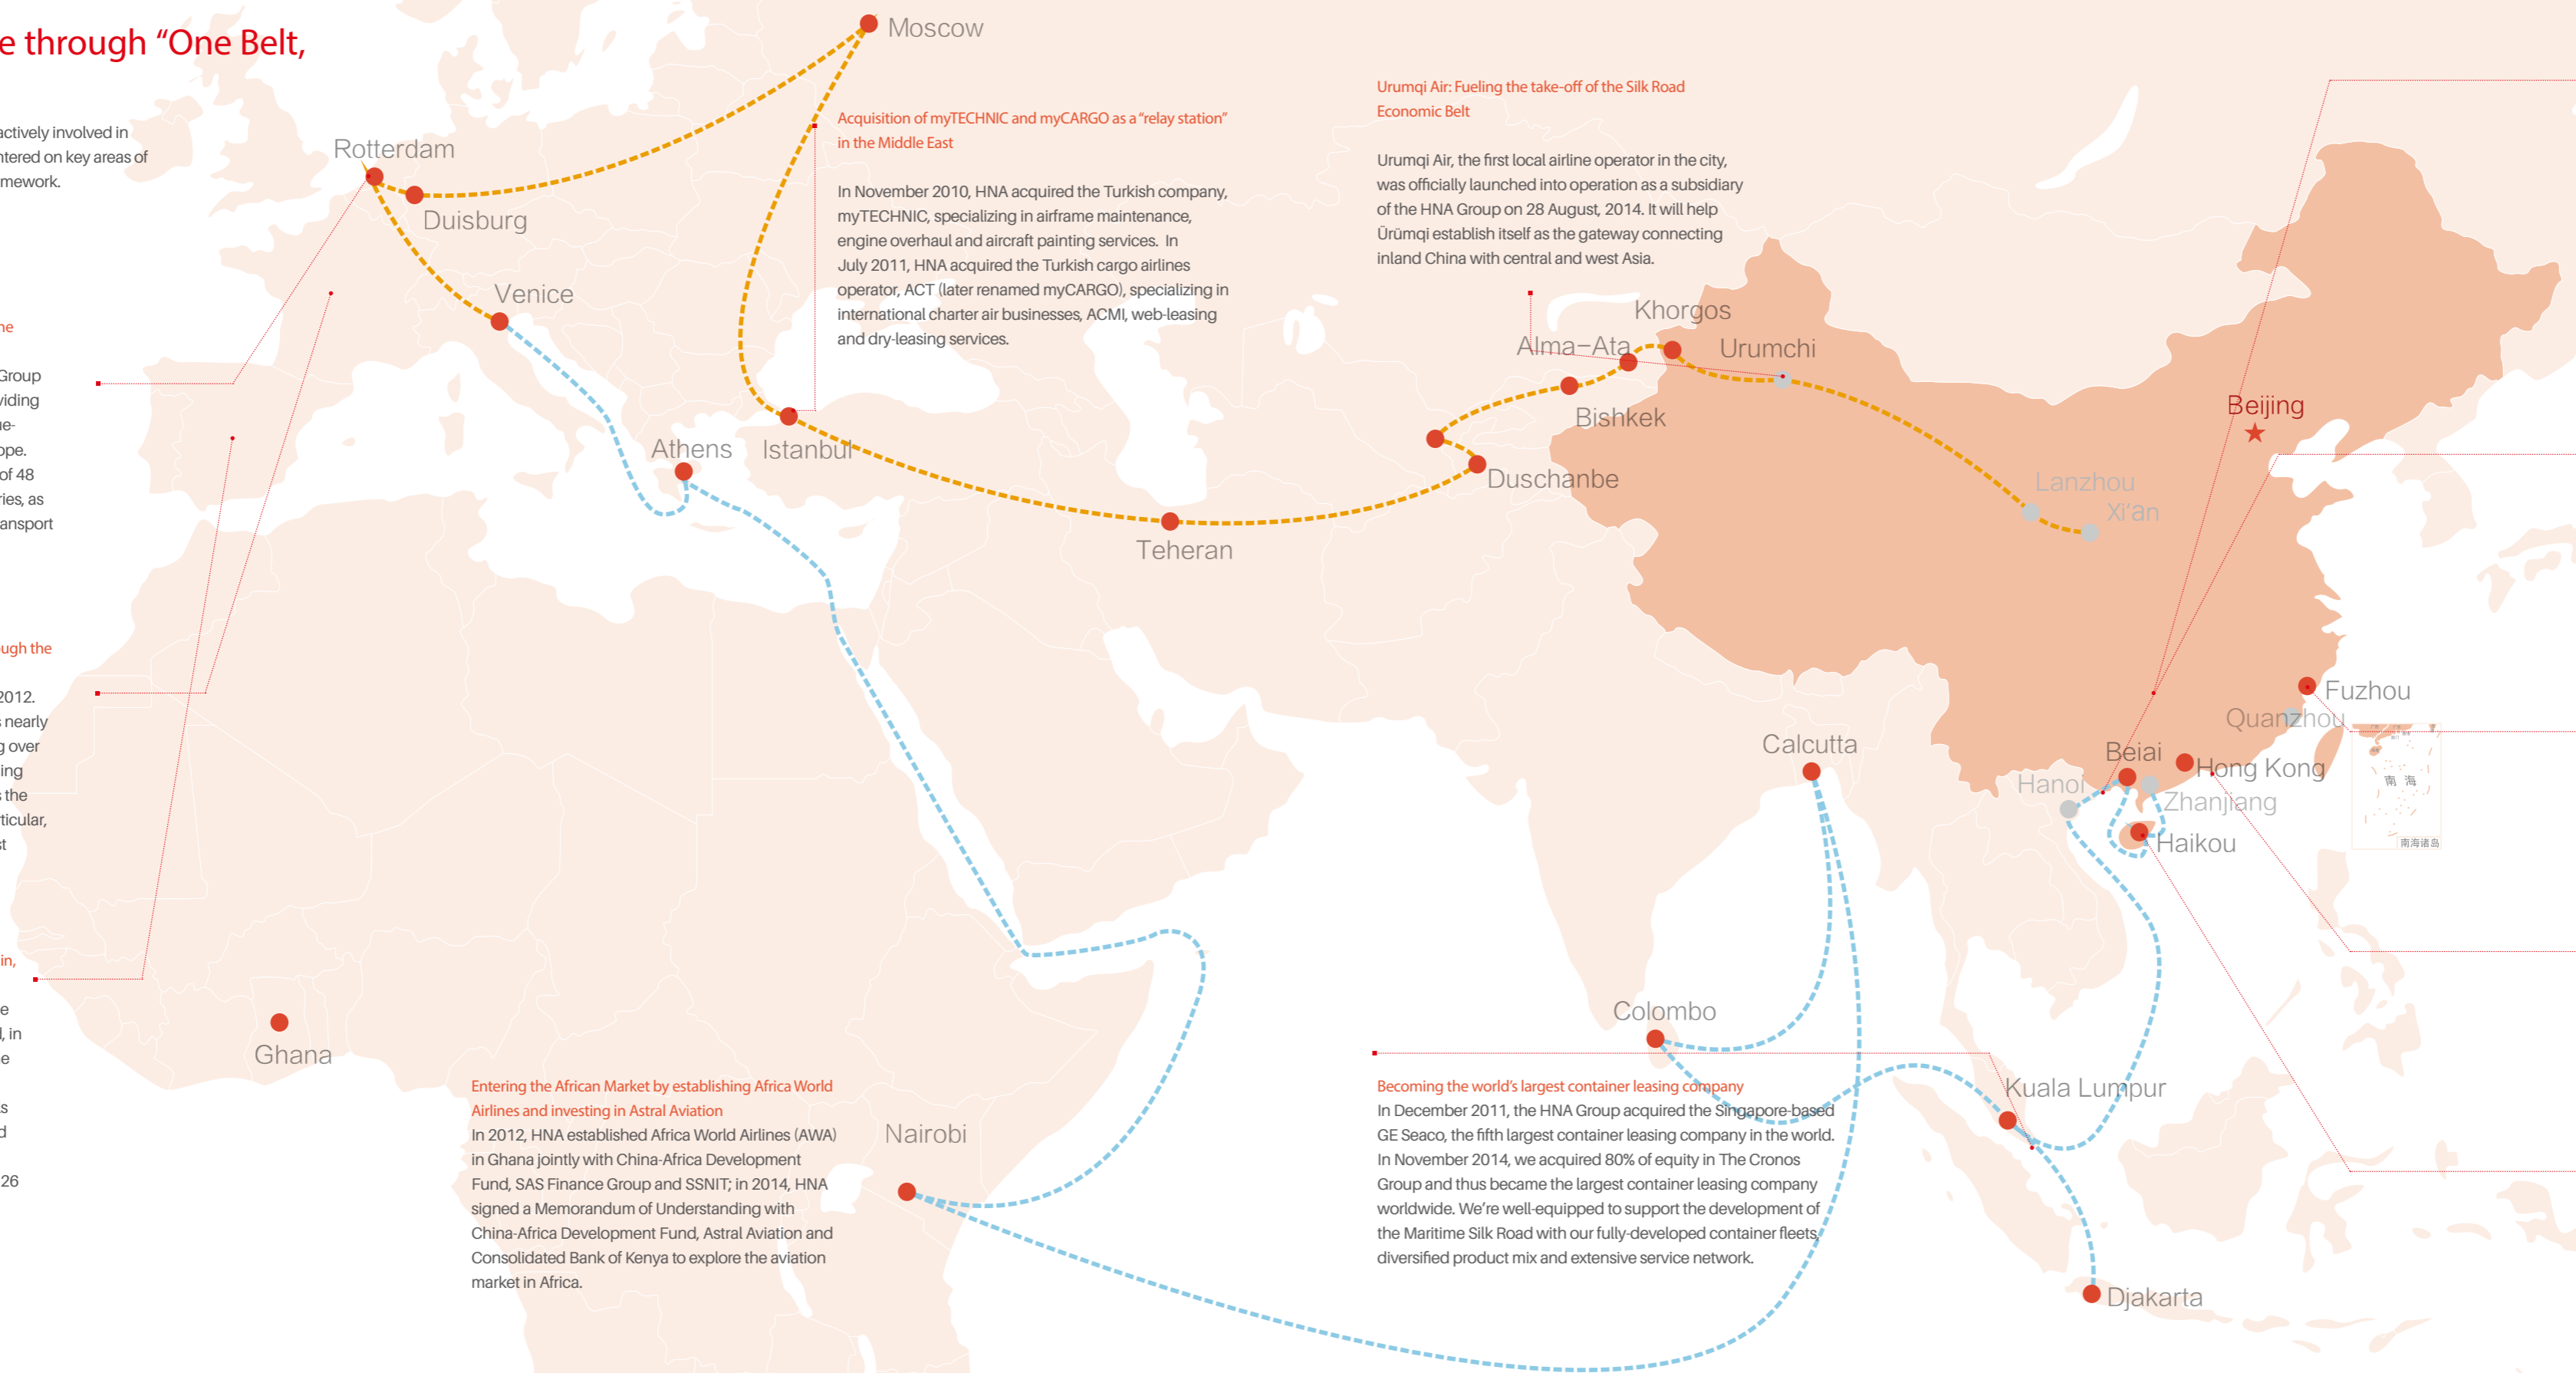 e through “One Belt,
actively involved in
ntered on key areas of
mework.
ne
Group
viding
ue-
ope.
of 48
ries, as
ansport
ugh the
2012.
s nearly
g over
ing
s the
ticular,
st
in,
e
l, in
e
s
d
26
Moscow
Rotterdam
Duisburg
Venice
Athens
Istanbul
Teheran
Duschanbe
Bishkek
Alma-Ata
Khorgos
Urumchi
Lanzhou
Xi’an
Beijing
Fuzhou
Quanzhou
Beiai
Hong Kong
Hanoi
Zhanjiang
Haikou
Calcutta
Colombo
Kuala Lumpur
Djakarta
Nairobi
Ghana
南 海
南海诸岛
Acquisition of myTECHNIC and myCARGO as a “relay station”
in the Middle East
In November 2010, HNA acquired the Turkish company,
myTECHNIC, specializing in airframe maintenance,
engine overhaul and aircraft painting services. In
July 2011, HNA acquired the Turkish cargo airlines
operator, ACT (later renamed myCARGO), specializing in
international charter air businesses, ACMI, web-leasing
and dry-leasing services.
Urumqi Air: Fueling the take-off of the Silk Road
Economic Belt
Urumqi Air, the first local airline operator in the city,
was officially launched into operation as a subsidiary
of the HNA Group on 28 August, 2014. It will help
Ürümqi establish itself as the gateway connecting
inland China with central and west Asia.
Entering the African Market by establishing Africa World
Airlines and investing in Astral Aviation
In 2012, HNA established Africa World Airlines (AWA)
in Ghana jointly with China-Africa Development
Fund, SAS Finance Group and SSNIT; in 2014, HNA
signed a Memorandum of Understanding with
China-Africa Development Fund, Astral Aviation and
Consolidated Bank of Kenya to explore the aviation
market in Africa.
Becoming the world’s largest container leasing company
In December 2011, the HNA Group acquired the Singapore-based
GE Seaco, the fifth largest container leasing company in the world.
In November 2014, we acquired 80% of equity in The Cronos
Group and thus became the largest container leasing company
worldwide. We’re well-equipped to support the development of
the Maritime Silk Road with our fully-developed container fleets,
diversified product mix and extensive service network.